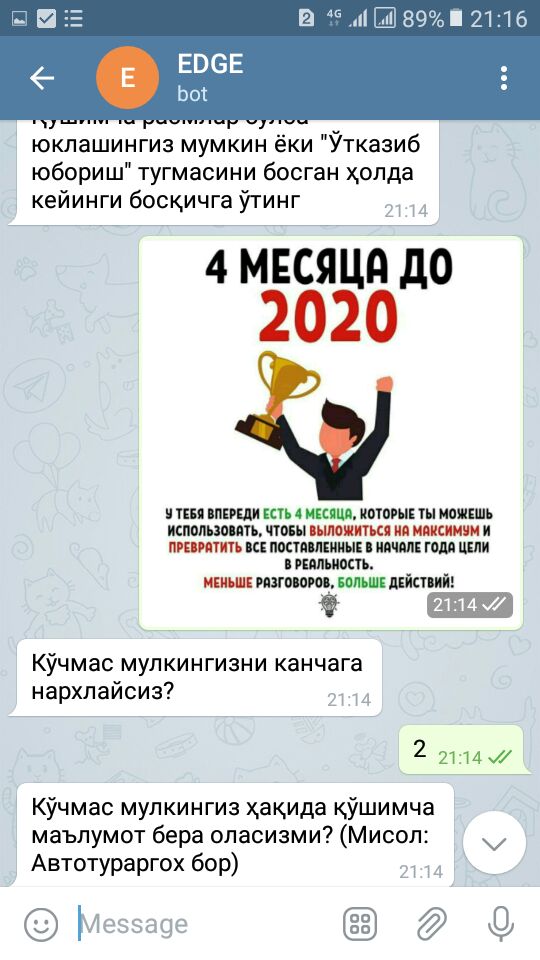 2 4G 89% 21:16
E
EDGE
bot
юклашингиз мумкин ёки "Ўтказиб
юбориш" тугмасини босган ҳолда
кейинги босқичга ўтинг
21:14
4 МЕСЯЦА ДО
2020
У ТЕБЯ ВПЕРЕДИ ЕСТЬ 4 МЕСЯЦА, КОТОРЫЕ ТЫ МОЖЕШЬ
ИСПОЛЬЗОВАТЬ, ЧТОБЫ ВЫЛОЖИТЬСЯ НА МАКСИМУМ И
ПРЕВРАТИТЬ ВСЕ ПОСТАВЛЕННЫЕ В НАЧАЛЕ ГОДА ЦЕЛИ
В РЕАЛЬНОСТЬ.
МЕНЬШЕ РАЗГОВОРОВ, БОЛЬШЕ ДЕЙСТВИЙ!
21:14
Кўчмас мулкингизни канчага
нархлайсиз?
21:14
2 21:14
Кўчмас мулкингиз ҳақида қўшимча
маълумот бера оласизми? (Мисол:
Автотураргох бор)
21:14
Message